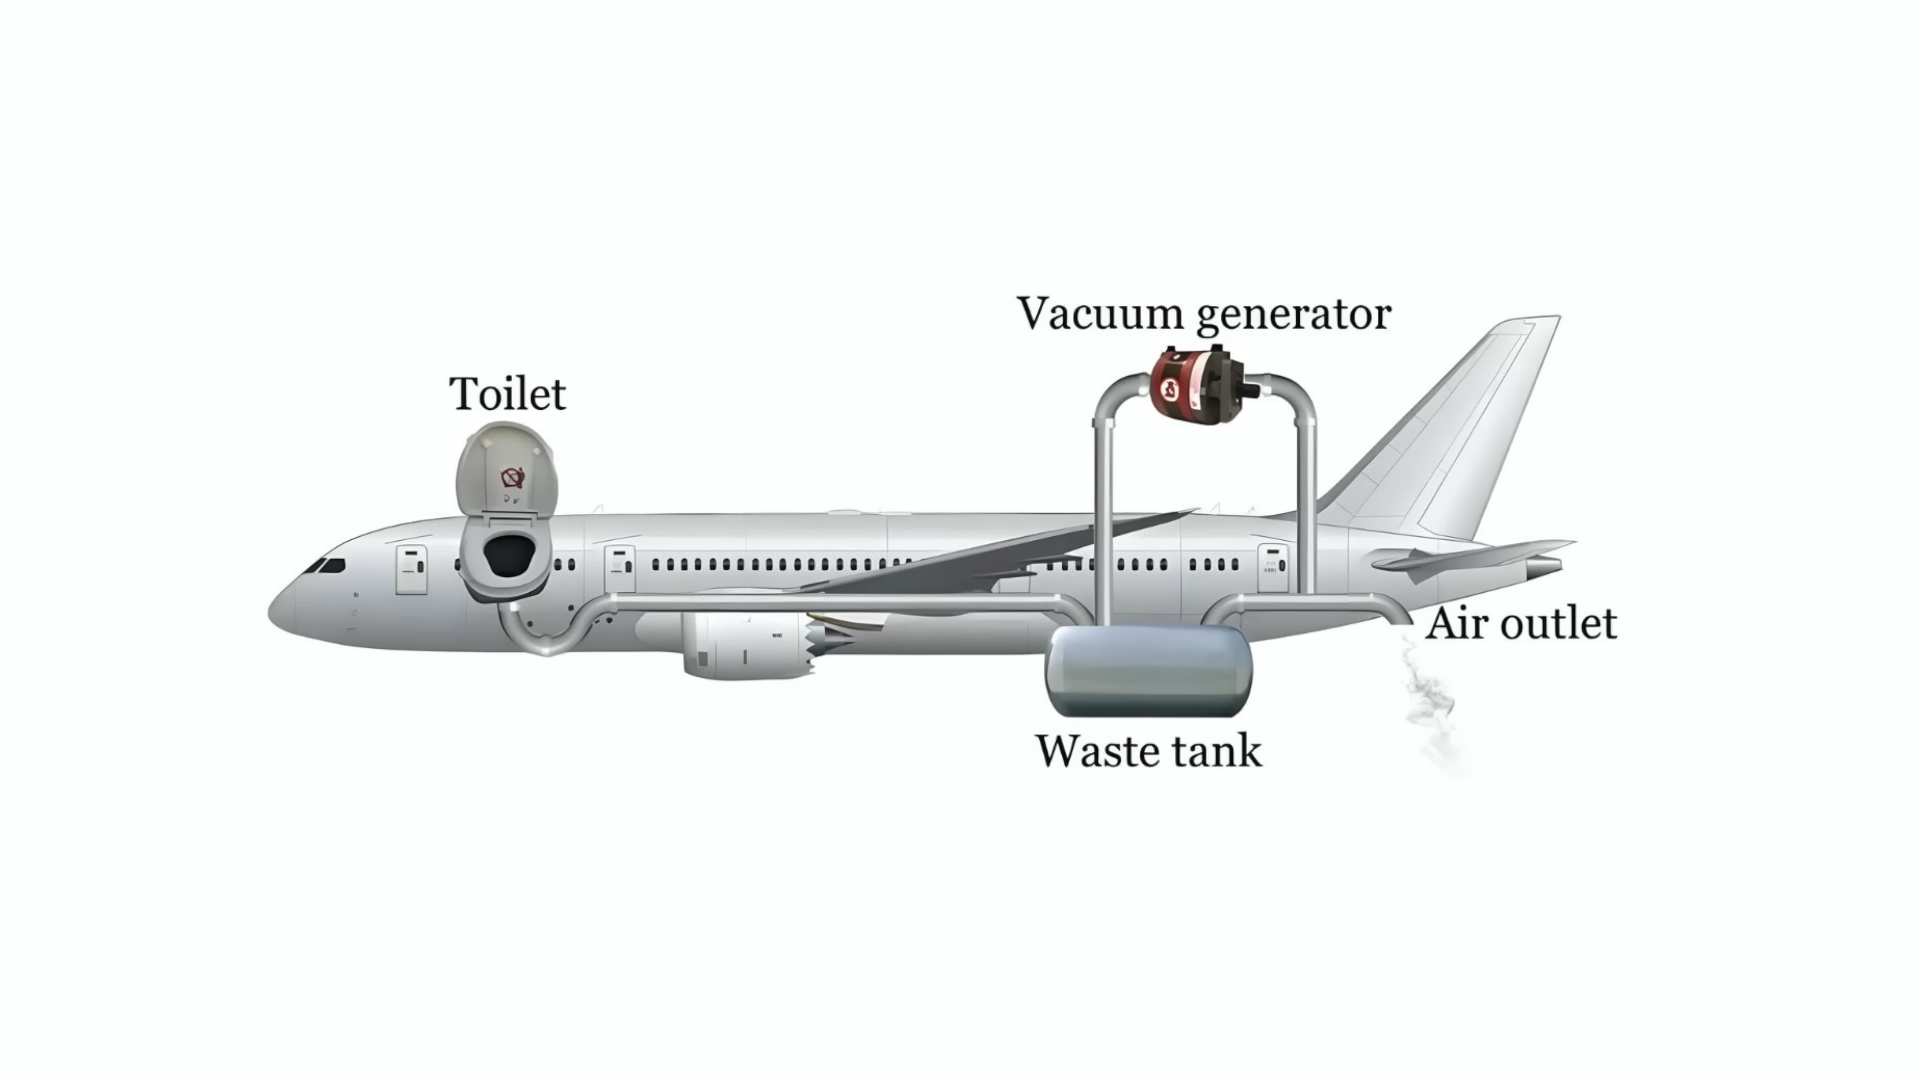 Vacuum generator
Toilet
Air outlet
Waste tank